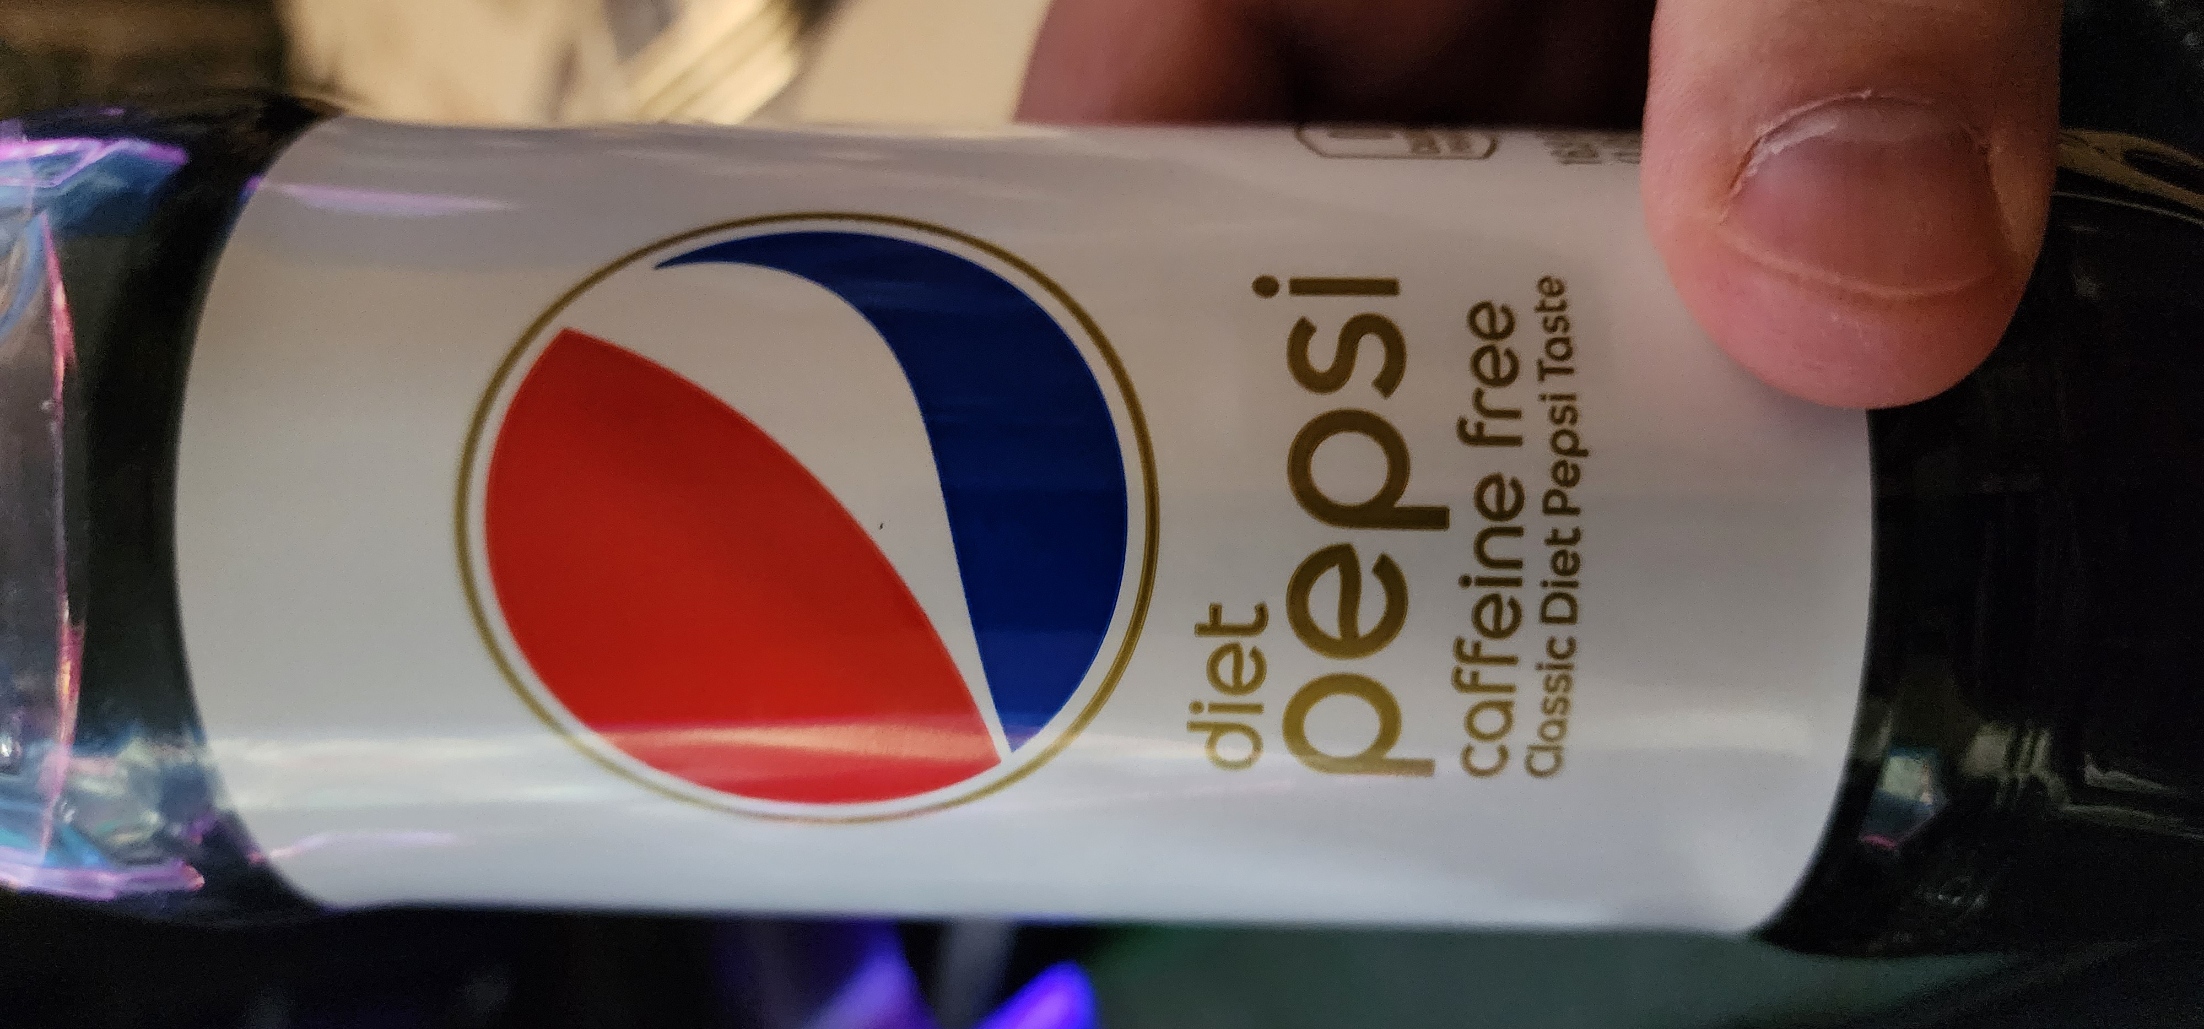 diet
pepsi
caffeine free
Classic Diet Pepsi Taste